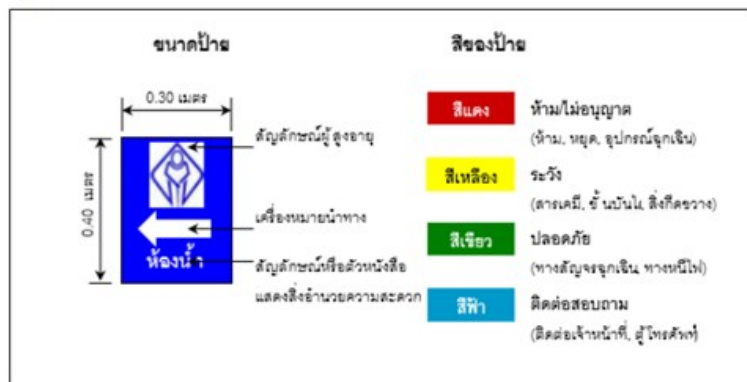 ขนาดป้าย
0.30 เมตร
0.40 เมตร
ห้องน้ำ
สัญลักษณ์ผู้สูงอายุ
เครื่องหมายนำทาง
สัญลักษณ์หรือตัวหนังสือ
แสดงสิ่งอำนวยความสะดวก
สีของป้าย
สีแดง
ห้าม/ไม่อนุญาต
(ห้าม, หยุด, อุปกรณ์ฉุกเฉิน)
สีเหลือง
ระวัง
(สารเคมี, ขั้นบันได, สิ่งกีดขวาง)
สีเขียว
ปลอดภัย
(ทางสัญจรฉุกเฉิน, ทางหนีไฟ)
สีฟ้า
ติดต่อสอบถาม
(ติดต่อเจ้าหน้าที่, ตู้โทรศัพท์)